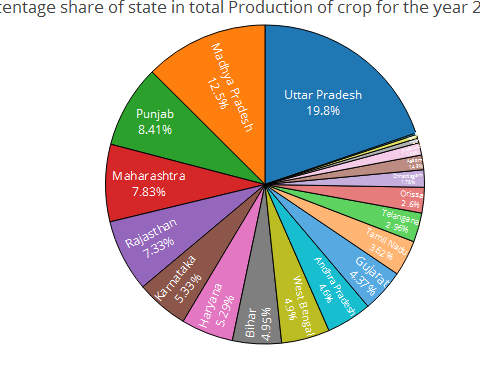 centage share of state in total Production of crop for the year 2
Uttar Pradesh
19.8%
Madhya Pradesh
12.5%
Punjab
8.41%
Maharashtra
7.83%
Rajasthan
7.33%
Karnataka
5.33%
Haryana
5.29%
Bihar
4.95%
West Bengal
4.9%
Andhra Pradesh
4.6%
Gujarat
4.37%
Tamil Nadu
3.62%
Telangana
2.96%
Orissa
2.6%